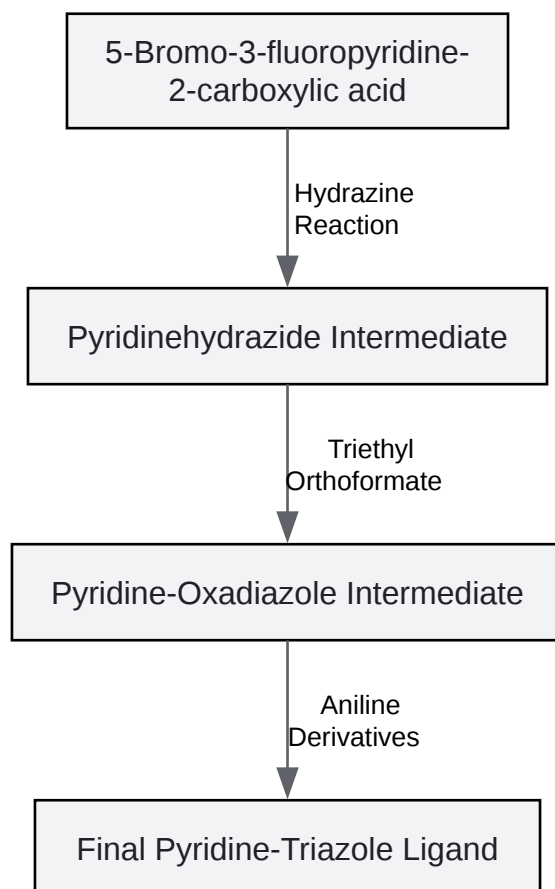 5-Bromo-3-fluoropyridine-
2-carboxylic acid
Hydrazine
Reaction
Pyridinehydrazide Intermediate
Triethyl
Orthoformate
Pyridine-Oxadiazole Intermediate
Aniline
Derivatives
Final Pyridine-Triazole Ligand